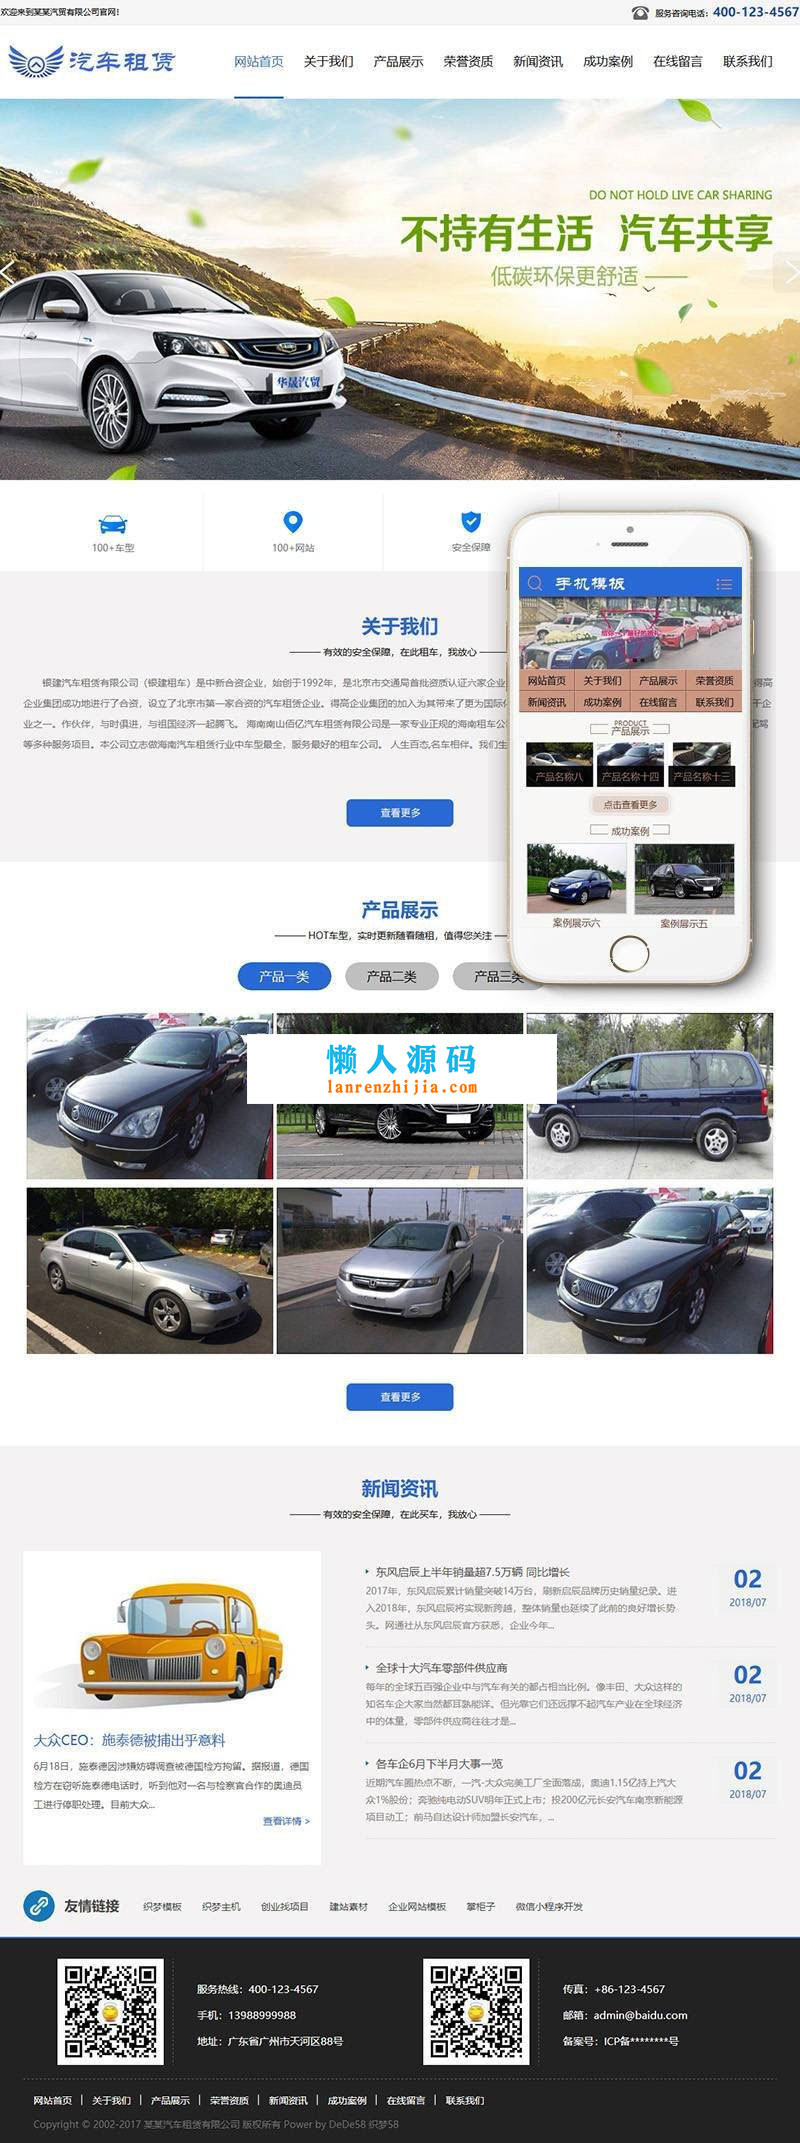 欢迎来到某某汽贸有限公司官网!
服务咨询电话：400-123-4567
汽车租赁
网站首页 关于我们 产品展示 荣誉资质 新闻资讯 成功案例 在线留言 联系我们
DO NOT HOLD LIVE CAR SHARING
不持有生活 汽车共享
低碳环保更舒适
华晟汽贸
100+车型
100+网站
安全保障
关于我们
有效的安全保障，在此租车，我放心
银建汽车租赁有限公司（银建租车）是中新合资企业，始创于1992年，是北京市交通局首批资质认证六家企业 得高
企业集团成功地进行了合资，设立了北京市第一家合资的汽车租赁企业。得高企业集团的加入为其带来了更为国际化 干企
业之一。作伙伴，与时俱进，与祖国经济一起腾飞。 海南南山佰亿汽车租赁有限公司是一家专业正规的海南租车公
等多种服务项目。本公司立志做海南汽车租赁行业中车型最全，服务最好的租车公司。 人生百态,名车相伴。我们生
查看更多
手机模板
网站首页 关于我们 产品展示 荣誉资质
新闻资讯 成功案例 在线留言 联系我们
PRODUCT
产品展示
产品名称八 产品名称十四 产品名称十三
点击查看更多
成功案例
案例展示六 案例展示五
产品展示
HOT车型，实时更新随看随租，值得您关注
产品一类 产品二类 产品三类
懒人源码
lanrenzhijia.com
查看更多
新闻资讯
有效的安全保障，在此买车，我放心
大众CEO：施泰德被捕出乎意料
6月18日，施泰德因涉嫌妨碍调查被德国检方拘留。据报道，德国
检方在窃听施泰德电话时，听到他对一名与检察官合作的奥迪员
工进行停职处理。目前大众...
查看详情 >
东风启辰上半年销量超7.5万辆 同比增长
2017年，东风启辰累计销量突破14万台，刷新启辰品牌历史销量纪录。进
入2018年，东风启辰将实现新跨越，整体销量也延续了此前的良好增长势
头。网通社从东风启辰官方获悉，企业今年...
02
2018/07
全球十大汽车零部件供应商
每年的全球五百强企业中与汽车有关的都占相当比例。像丰田、大众这样的
知名车企大家当然都耳熟能详。但光靠它们还远撑不起汽车产业在全球经济
中的体量，零部件供应商往往才是...
02
2018/07
各车企6月下半月大事一览
近期汽车圈热点不断，一汽-大众完美工厂全面落成，奥迪1.15亿持上汽大
众1%股份；奔驰纯电动SUV明年正式上市；投200亿元长安汽车南京新能源
项目动工；前马自达设计师加盟长安汽车，...
02
2018/07
友情链接 织梦模板 织梦主机 创业找项目 建站素材 企业网站模板 掌柜子 微信小程序开发
服务热线：400-123-4567
手机：13988999988
地址：广东省广州市天河区88号
传真：+86-123-4567
邮箱：admin@baidu.com
备案号：ICP备********号
网站首页 | 关于我们 | 产品展示 | 荣誉资质 | 新闻资讯 | 成功案例 | 在线留言 | 联系我们
Copyright © 2002-2017 某某汽车租赁有限公司 版权所有 Power by DeDe58 织梦58